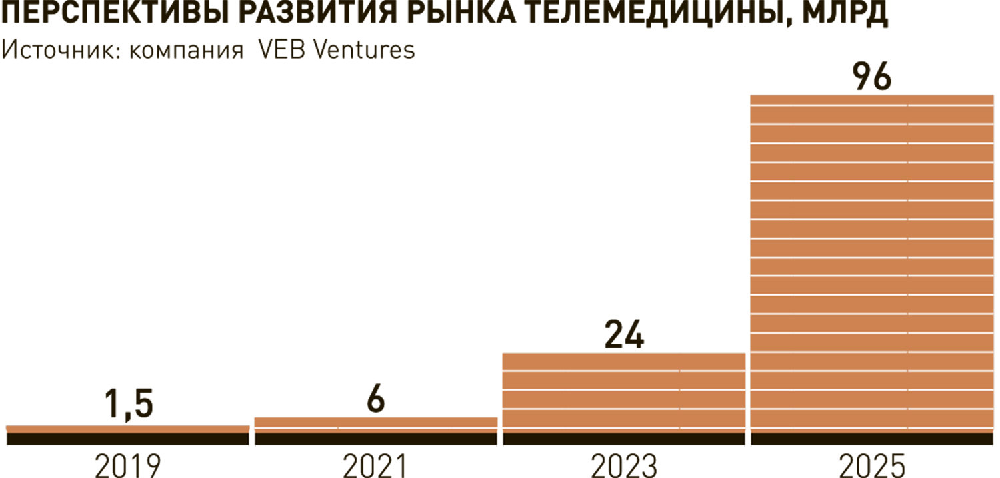 ПЕРСПЕКТИВЫ РАЗВИТИЯ РЫНКА ТЕЛЕМЕДИЦИНЫ, МЛРД
Источник: компания VEB Ventures
96
24
6
1,5
2019 2021 2023 2025